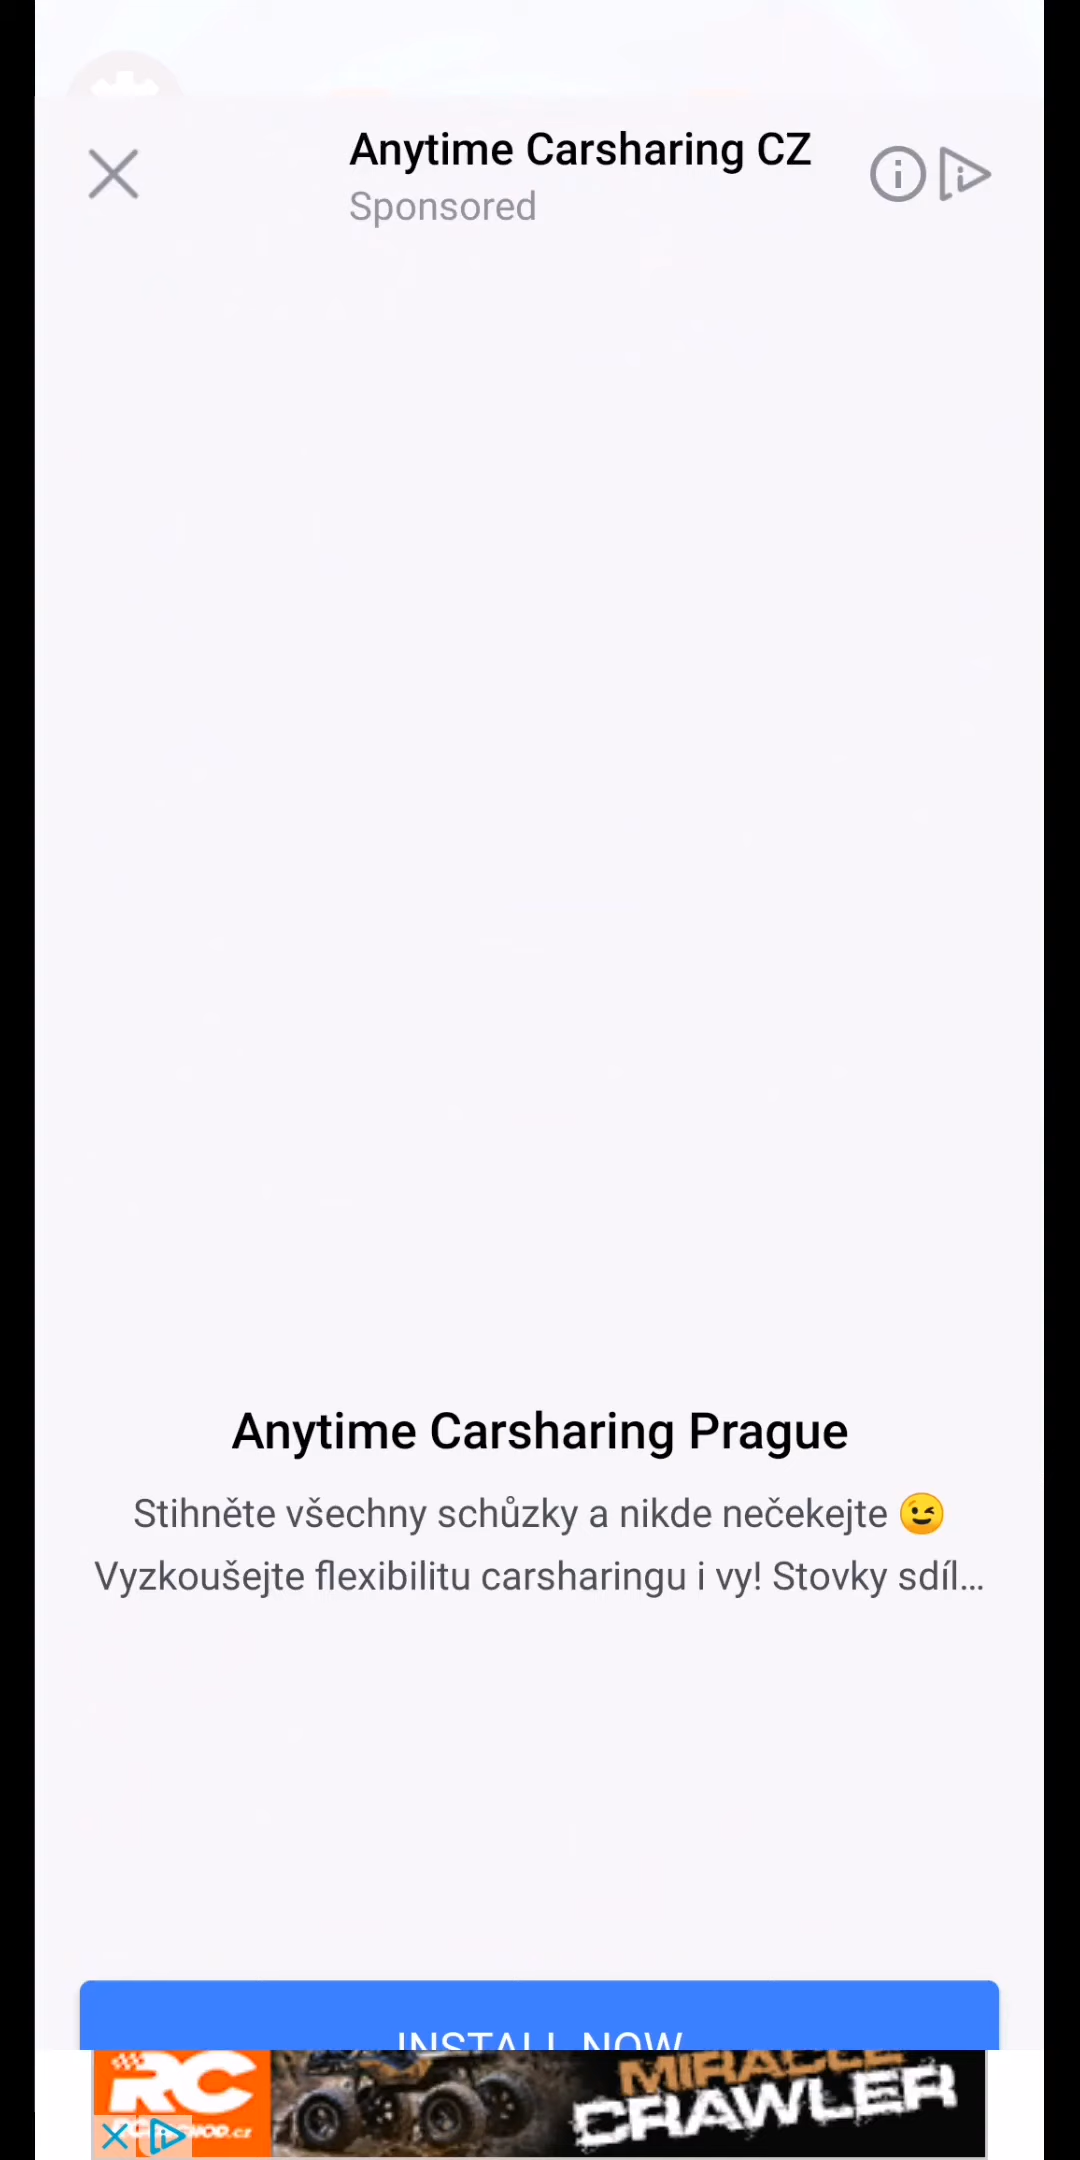 Anytime Carsharing CZ
Sponsored
Anytime Carsharing Prague
Stihněte všechny schůzky a nikde nečekejte 😉
Vyzkoušejte flexibilitu carsharingu i vy! Stovky sdíl...
INSTALL NOW
RC
MIRACLE
CRAWLER